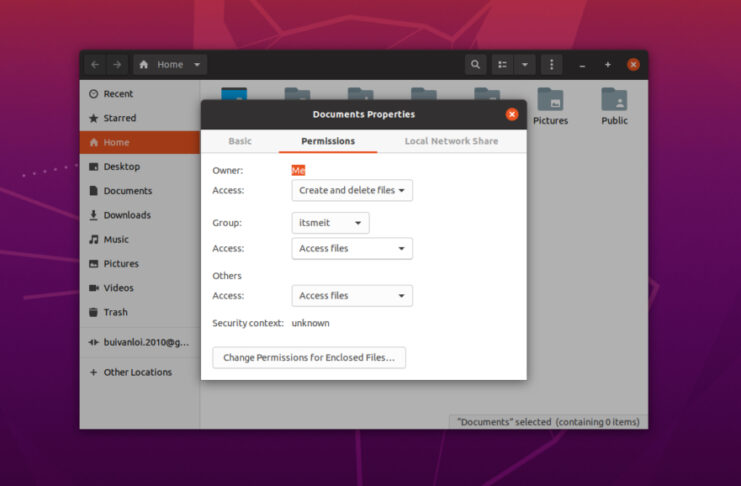 Home
Recent
Starred
Home
Desktop
Documents
Downloads
Music
Pictures
Videos
Trash
buivanloi.2010@g...
Other Locations
Pictures
Public
Documents Properties
Basic Permissions Local Network Share
Owner: Me
Access: Create and delete files
Group: itsmeit
Access: Access files
Others
Access: Access files
Security context: unknown
Change Permissions for Enclosed Files...
"Documents" selected (containing 0 items)